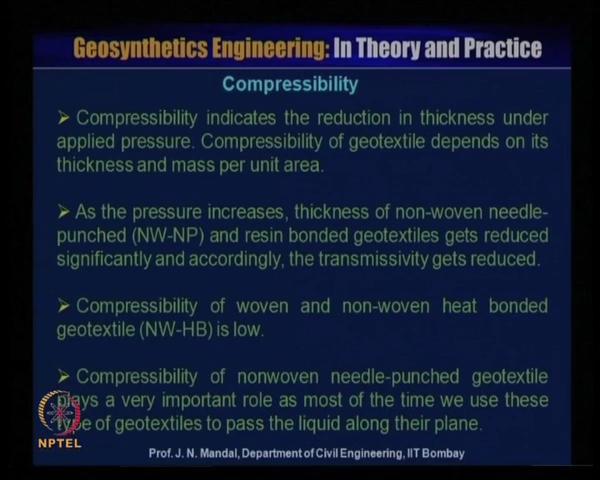 Geosynthetics Engineering: In Theory and Practice
Compressibility
➢ Compressibility indicates the reduction in thickness under
applied pressure. Compressibility of geotextile depends on its
thickness and mass per unit area.
➢ As the pressure increases, thickness of non-woven needle-
punched (NW-NP) and resin bonded geotextiles gets reduced
significantly and accordingly, the transmissivity gets reduced.
➢ Compressibility of woven and non-woven heat bonded
geotextile (NW-HB) is low.
➢ Compressibility of nonwoven needle-punched geotextile
plays a very important role as most of the time we use these
type of geotextiles to pass the liquid along their plane.
NPTEL
Prof. J. N. Mandal, Department of Civil Engineering, IIT Bombay